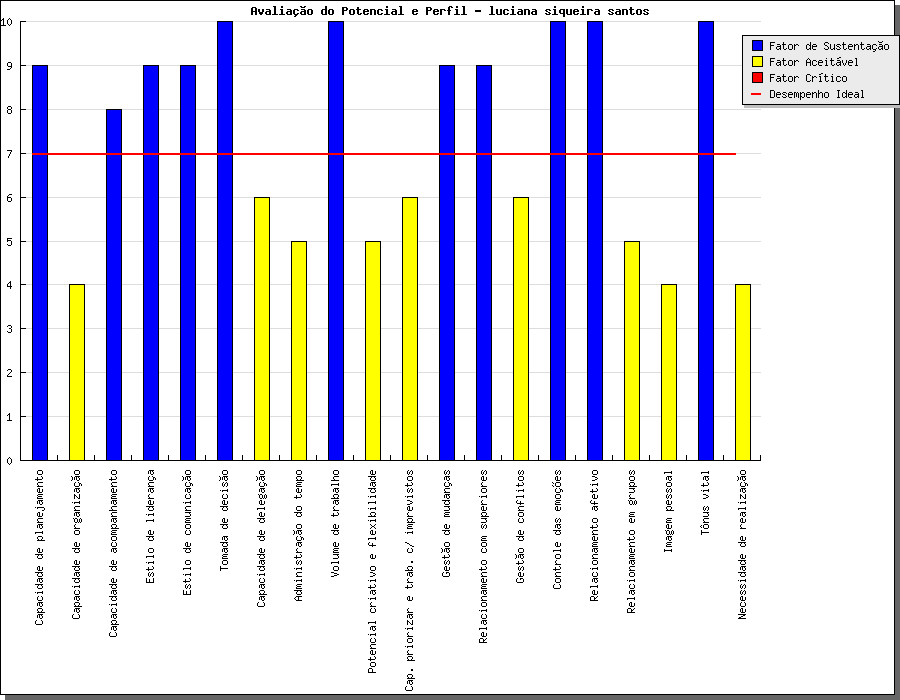 Avaliação do Potencial e Perfil - luciana siqueira santos
Fator de Sustentação
Fator Aceitável
Fator Crítico
Desempenho Ideal
10
9
8
7
6
5
4
3
2
1
0
Capacidade de planejamento
Capacidade de organização
Capacidade de acompanhamento
Estilo de liderança
Estilo de comunicação
Tomada de decisão
Capacidade de delegação
Administração do tempo
Volume de trabalho
Potencial criativo e flexibilidade
Cap. priorizar e trab. c/ imprevistos
Gestão de mudanças
Relacionamento com superiores
Gestão de conflitos
Controle das emoções
Relacionamento afetivo
Relacionamento em grupos
Imagem pessoal
Tônus vital
Necessidade de realização